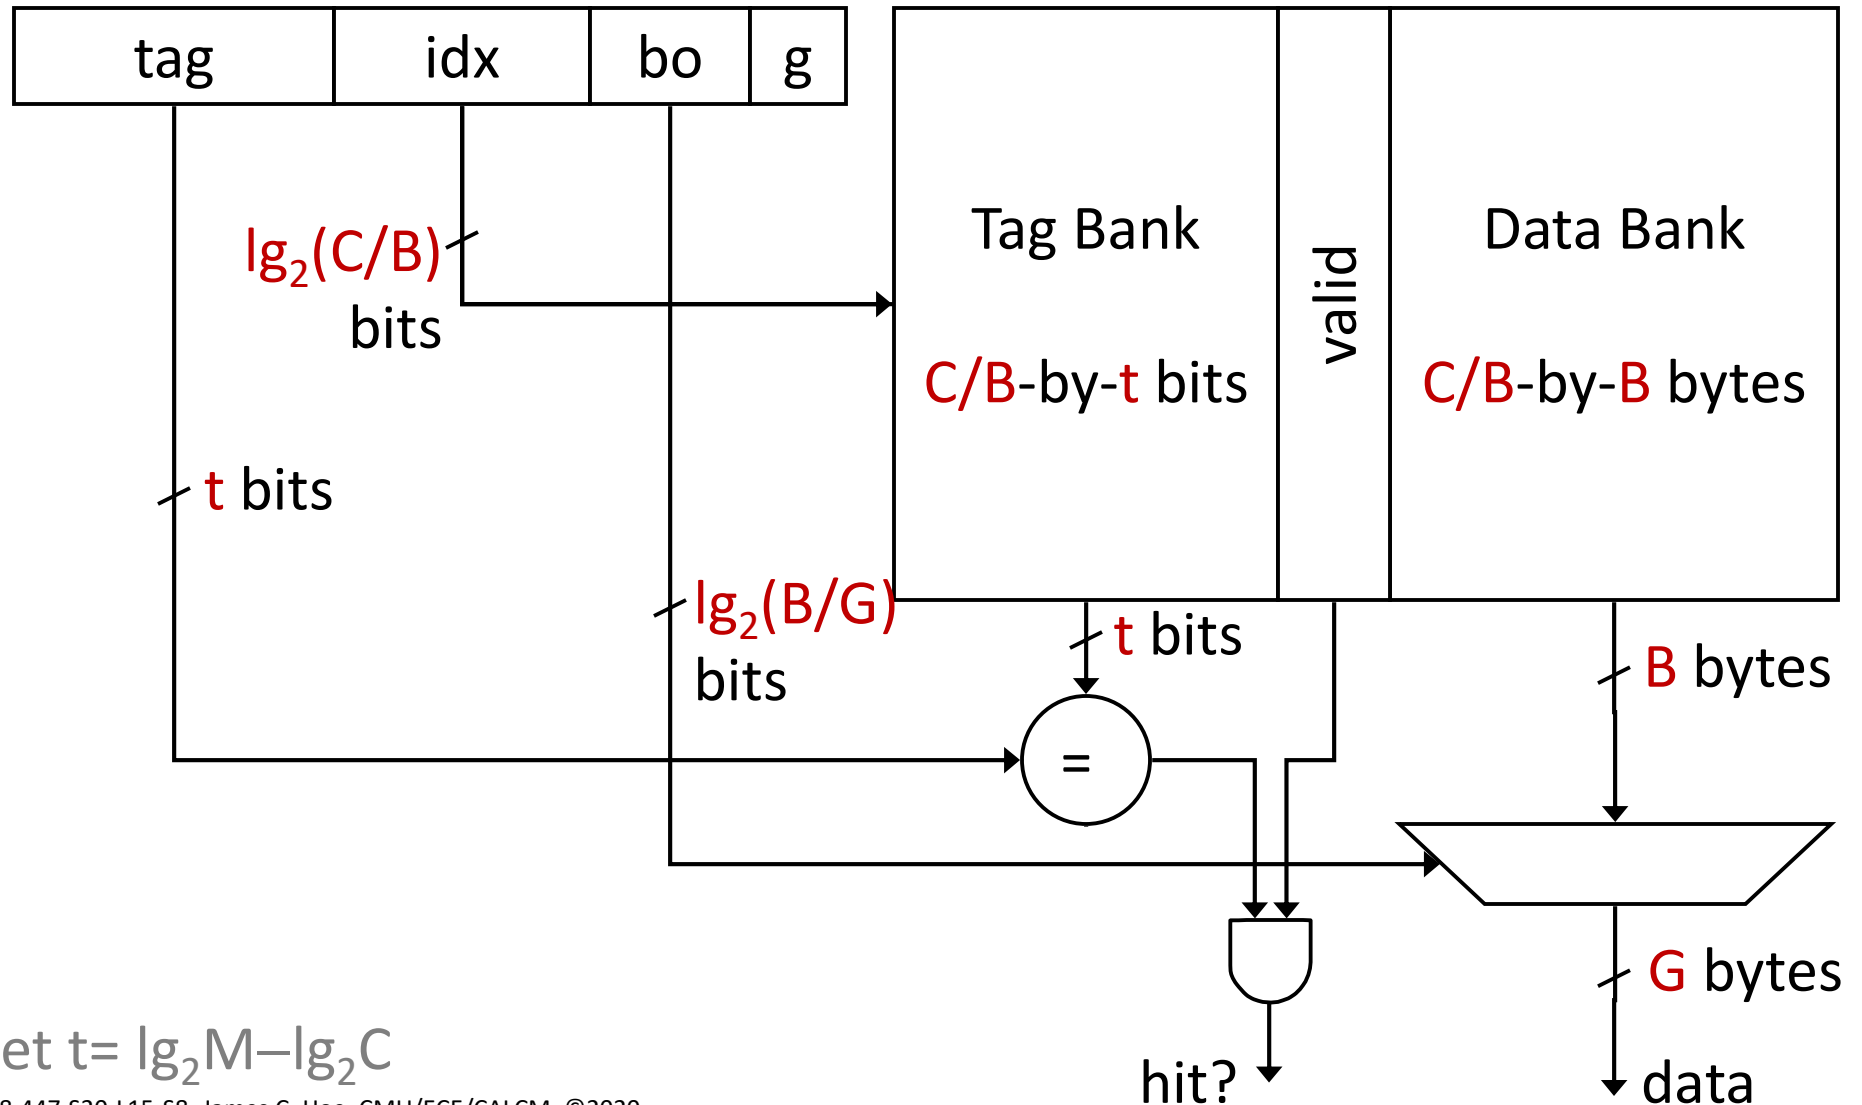 tag idx bo g
Tag Bank
valid
Data Bank
lg2(C/B)
bits
C/B-by-t bits
C/B-by-B bytes
t bits
lg2(B/G)
bits
t bits
B bytes
=
G bytes
hit?
data
et t= lg2M–lg2C